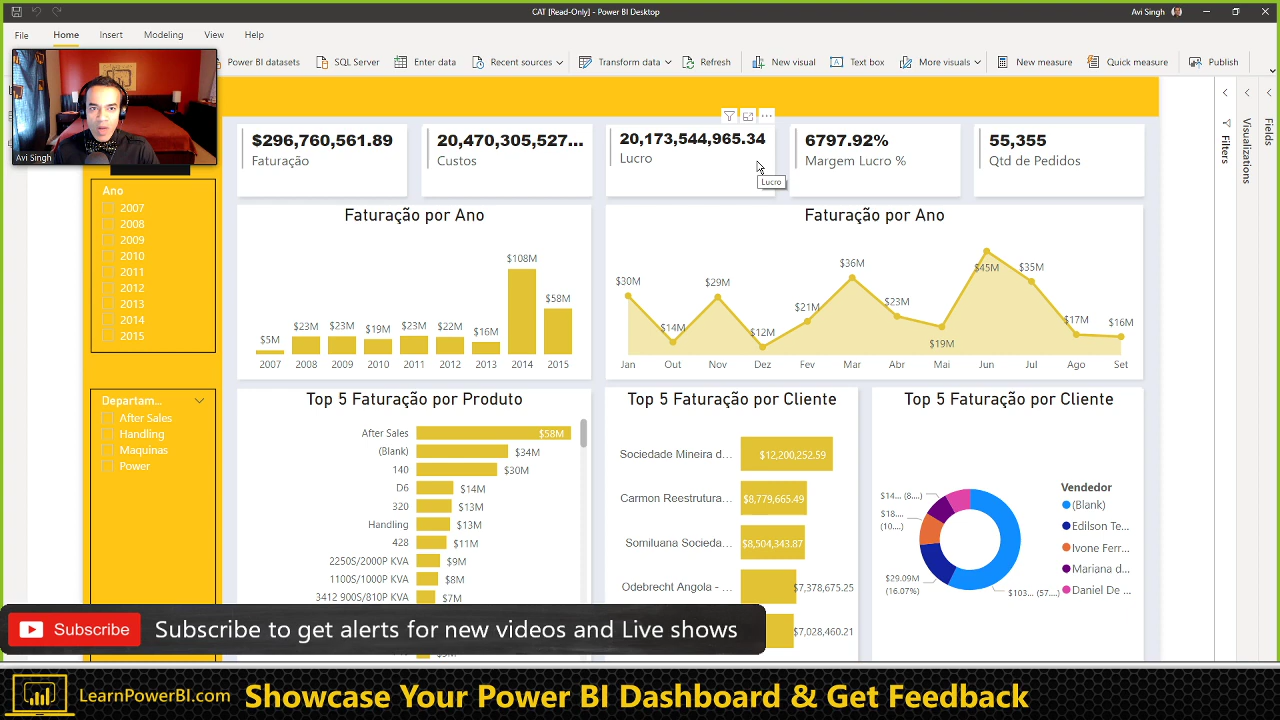 CAT [Read-Only] - Power BI Desktop
Avi Singh
File Home Insert Modeling View Help
Power BI datasets SQL Server Enter data Recent sources Transform data Refresh New visual Text box More visuals New measure Quick measure Publish
Avi Singh
$296,760,561.89
Faturação
20,470,305,527...
Custos
20,173,544,965.34
Lucro
Lucro
6797.92%
Margem Lucro %
55,355
Qtd de Pedidos
Filters
Visualizations
Fields
Ano
2007
2008
2009
2010
2011
2012
2013
2014
2015
Departam...
After Sales
Handling
Maquinas
Power
Faturação por Ano
$5M $23M $23M $19M $23M $22M $16M $108M $58M
2007 2008 2009 2010 2011 2012 2013 2014 2015
Faturação por Ano
$30M $14M $29M $12M $21M $36M $23M $19M $45M $35M $17M $16M
Jan Out Nov Dez Fev Mar Abr Mai Jun Jul Ago Set
Top 5 Faturação por Produto
After Sales $58M
(Blank) $34M
140 $30M
D6 $14M
320 $13M
Handling $13M
428 $11M
2250S/2000P KVA $9M
1100S/1000P KVA $8M
3412 900S/810P KVA $7M
Top 5 Faturação por Cliente
Sociedade Mineira d... $12,200,252.59
Carmon Reestrutura... $8,779,665.49
Somiluana Socieda... $8,504,343.87
Odebrecht Angola - ... $7,378,675.25
$7,028,460.21
Top 5 Faturação por Cliente
$14... (8....)
$18....
(10....)
$29.09M
(16.07%)
$103... (57....)
Vendedor
(Blank)
Edilson Te...
Ivone Ferr...
Mariana d...
Daniel De ...
Subscribe
Subscribe to get alerts for new videos and Live shows
LearnPowerBI.com
Showcase Your Power BI Dashboard & Get Feedback